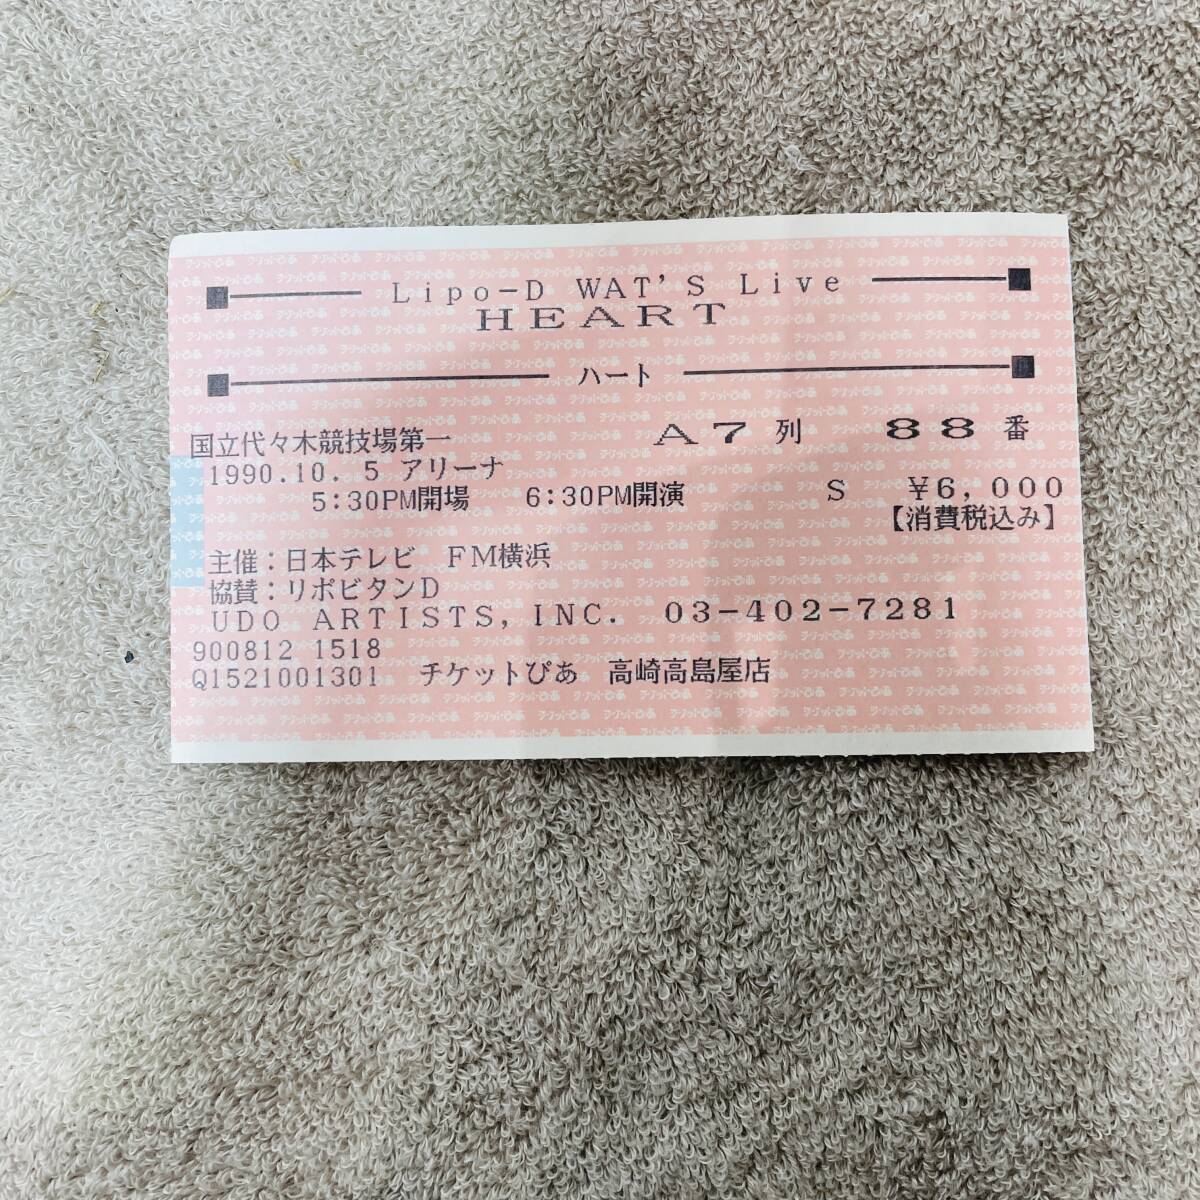 Lipo-D WAT'S Live
HEART
ハート
国立代々木競技場第一 A7列 88番
1990.10. 5 アリーナ
5:30PM開場 6:30PM開演 S ¥6,000
【消費税込み】
主催：日本テレビ FM横浜
協賛：リポビタンD
UDO ARTISTS, INC. 03-402-7281
900812 1518
Q1521001301 チケットぴあ 高崎高島屋店